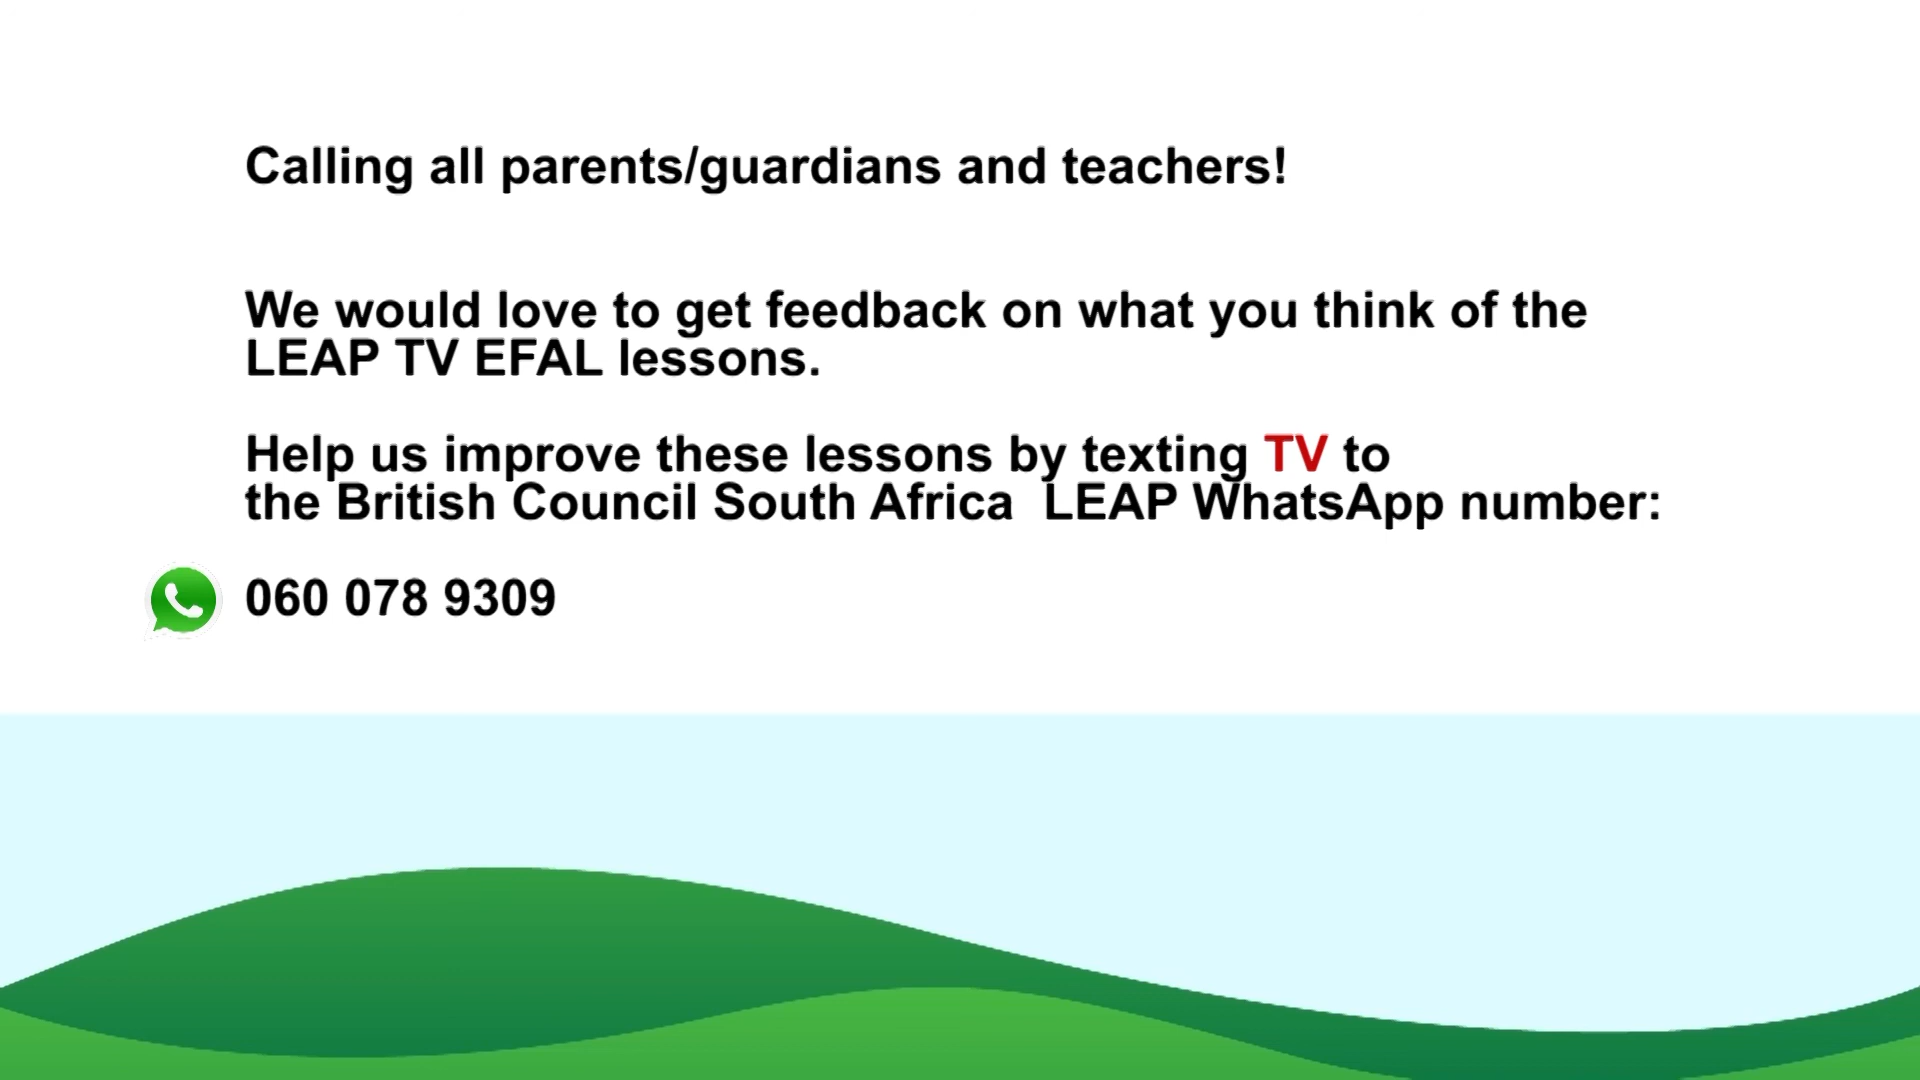 Calling all parents/guardians and teachers!
We would love to get feedback on what you think of the
LEAP TV EFAL lessons.
Help us improve these lessons by texting TV to
the British Council South Africa  LEAP WhatsApp number:
060 078 9309